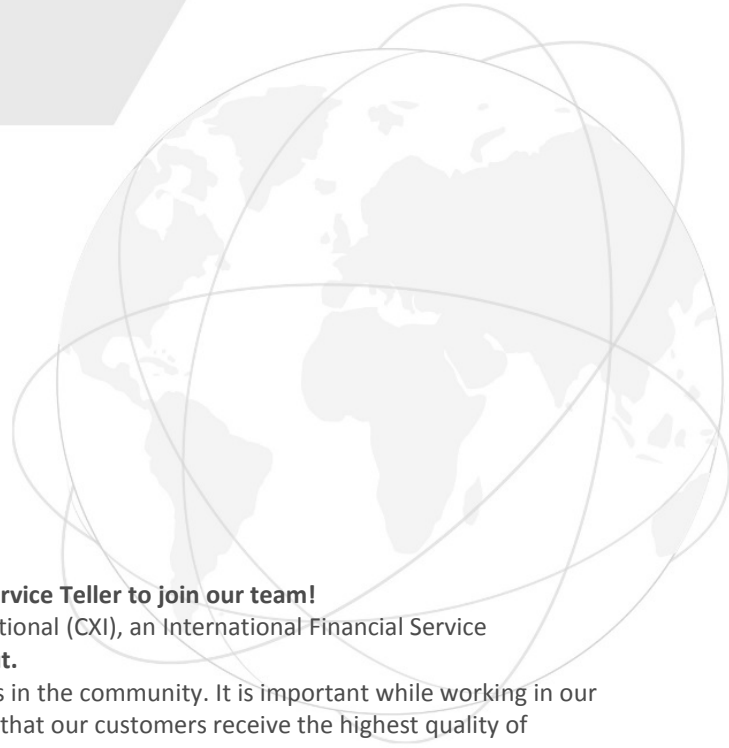 rvice Teller to join our team!
tional (CXI), an International Financial Service
t.
s in the community. It is important while working in our
that our customers receive the highest quality of